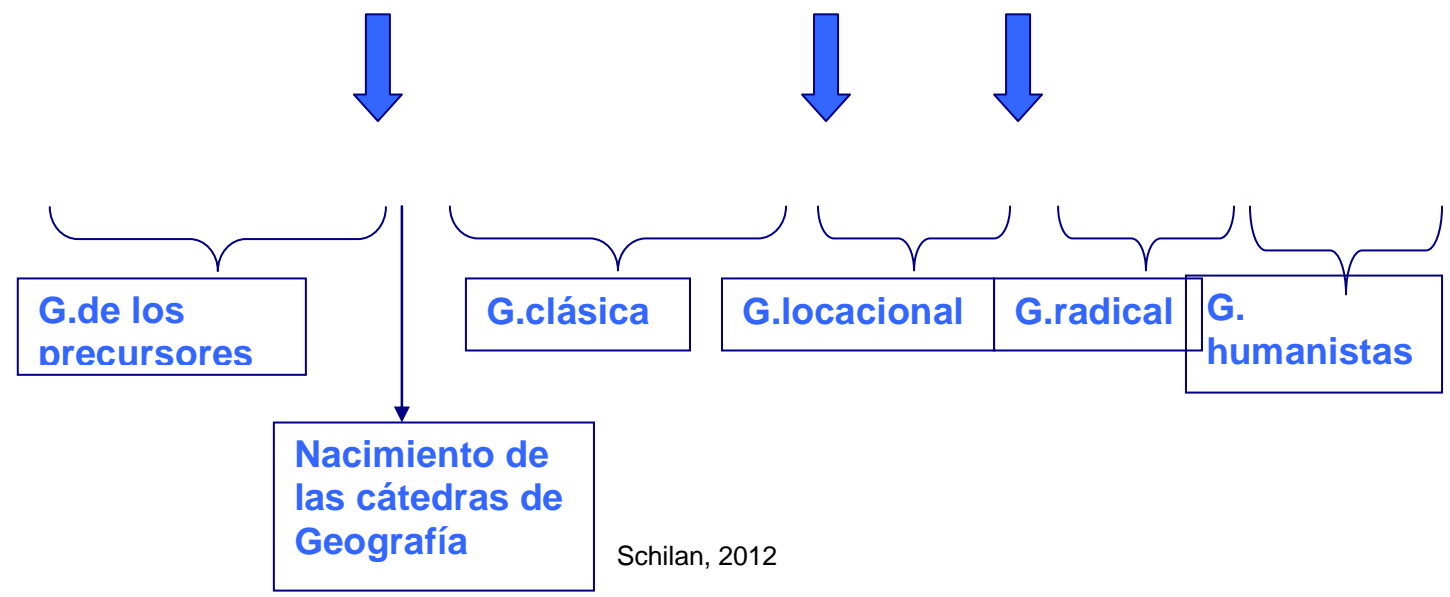 G.de los
precursores
G.clásica
G.locacional
G.radical
G.
humanistas
Nacimiento de
las cátedras de
Geografía
Schilan, 2012